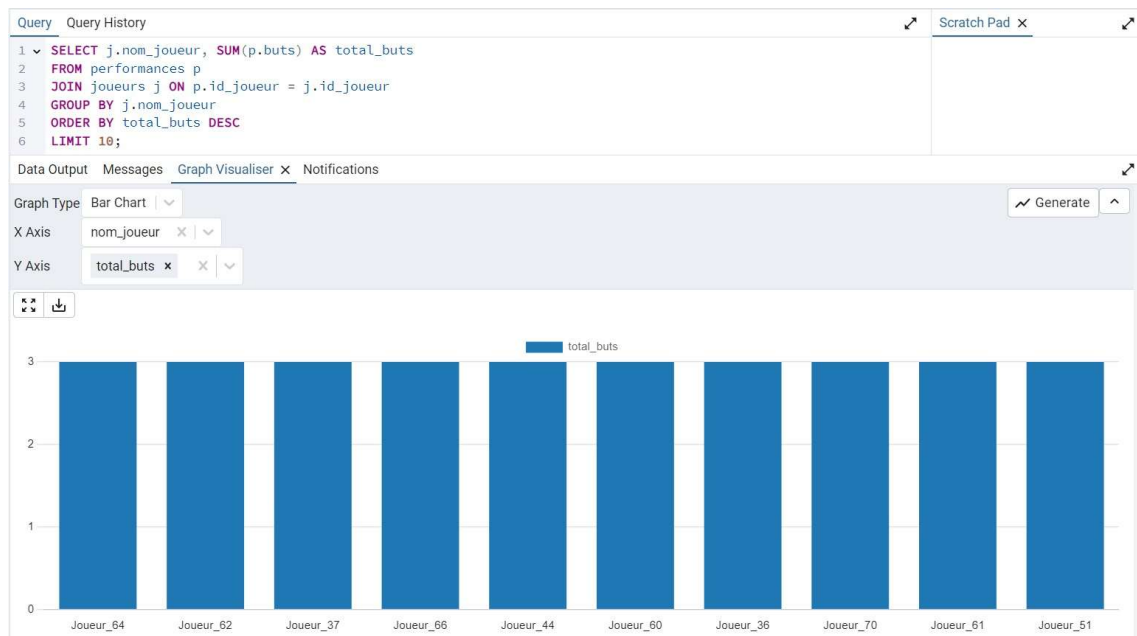 Query Query History
Scratch Pad
1 SELECT j.nom_joueur, SUM(p.buts) AS total_buts
2 FROM performances p
3 JOIN joueurs j ON p.id_joueur = j.id_joueur
4 GROUP BY j.nom_joueur
5 ORDER BY total_buts DESC
6 LIMIT 10;
Data Output Messages Graph Visualiser Notifications
Graph Type Bar Chart Generate
X Axis nom_joueur
Y Axis total_buts
total_buts
3
2
1
0
Joueur_64 Joueur_62 Joueur_37 Joueur_66 Joueur_44 Joueur_60 Joueur_36 Joueur_70 Joueur_61 Joueur_51